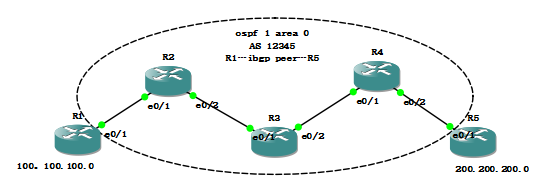 ospf 1 area 0
AS 12345
R1---ibgp peer---R5
R2
R4
e0/1
e0/2
e0/1
e0/2
R1
R3
R5
e0/1
e0/1
e0/2
e0/1
100. 100.100.0
200.200.200.0